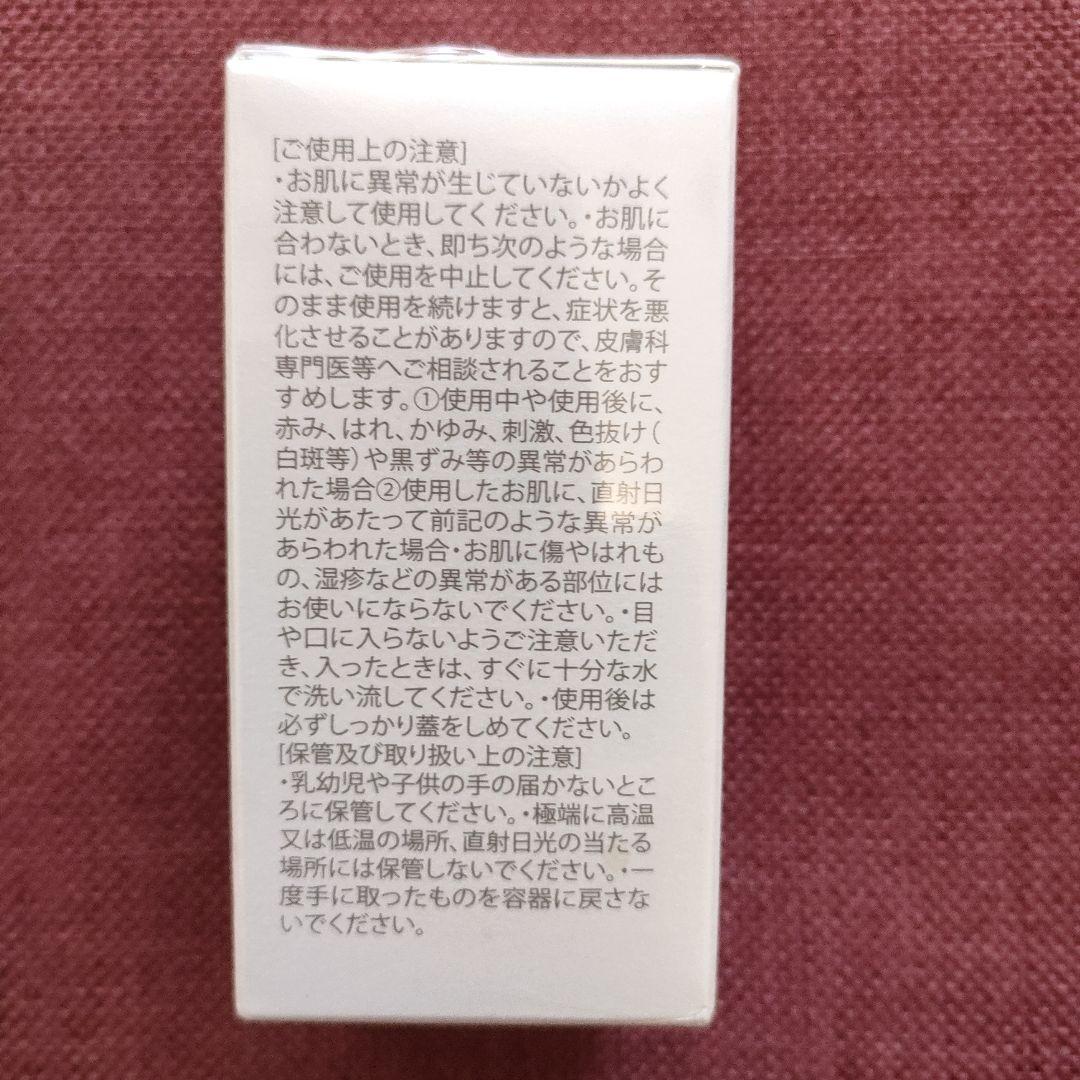 [ご使用上の注意]
・お肌に異常が生じていないかよく
注意して使用してください。・お肌に
合わないとき、即ち次のような場合
には、ご使用を中止してください。そ
のまま使用を続けますと、症状を悪
化させることがありますので、皮膚科
専門医等へご相談されることをおす
すめします。①使用中や使用後に、
赤み、はれ、かゆみ、刺激、色抜け（
白斑等）や黒ずみ等の異常があらわ
れた場合②使用したお肌に、直射日
光があたって前記のような異常が
あらわれた場合・お肌に傷やはれも
の、湿疹などの異常がある部位には
お使いにならないでください。・目
や口に入らないようご注意いただ
き、入ったときは、すぐに十分な水
で洗い流してください。・使用後は
必ずしっかり蓋をしめてください。
[保管及び取り扱い上の注意]
・乳幼児や子供の手の届かないとこ
ろに保管してください。・極端に高温
又は低温の場所、直射日光の当たる
場所には保管しないでください。・一
度手に取ったものを容器に戻さな
いでください。